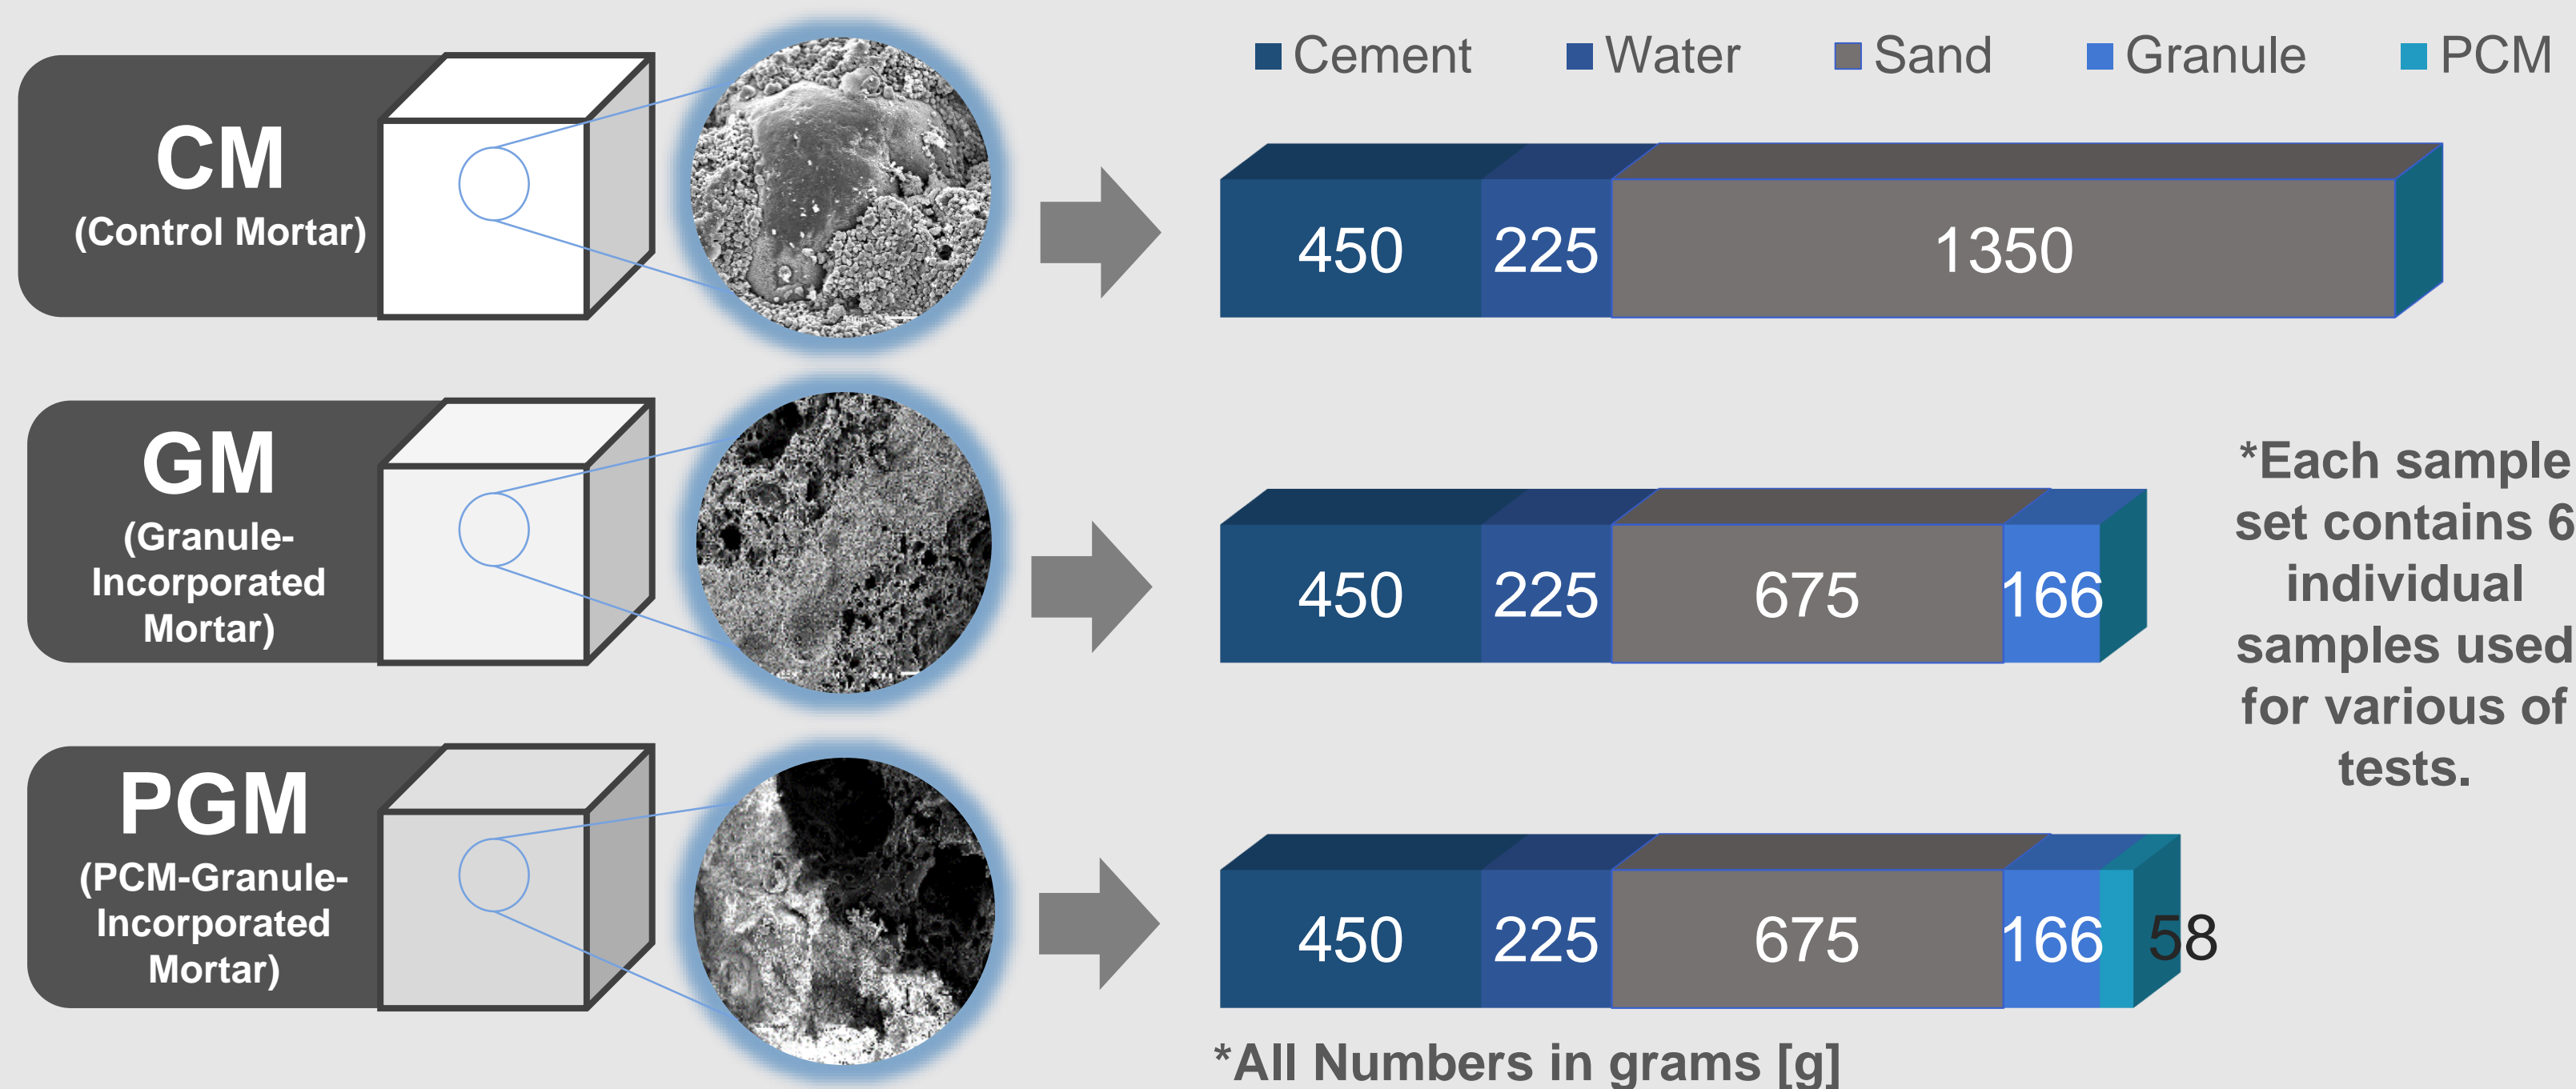 Cement Water Sand Granule PCM
CM
(Control Mortar)
450 225 1350
GM
(Granule-
Incorporated
Mortar)
450 225 675 166
*Each sample
set contains 6
individual
samples used
for various of
tests.
PGM
(PCM-Granule-
Incorporated
Mortar)
450 225 675 166 58
*All Numbers in grams [g]